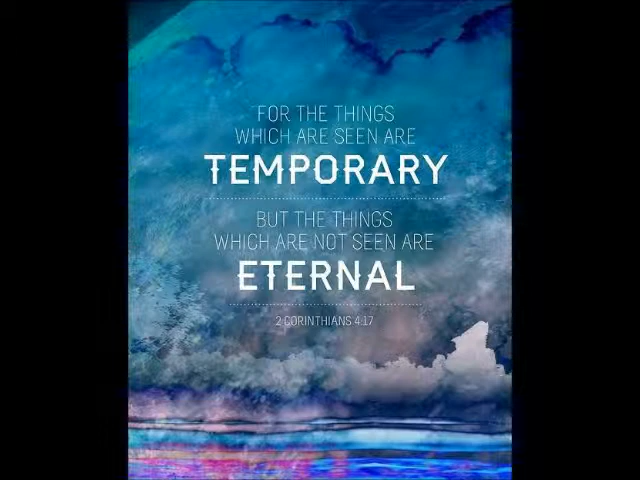 FOR THE THINGS
WHICH ARE SEEN ARE
TEMPORARY
BUT THE THINGS
WHICH ARE NOT SEEN ARE
ETERNAL
2 CORINTHIANS 4:17